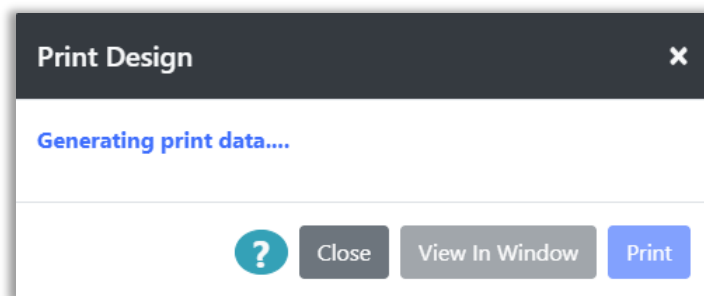 Print Design ×
Generating print data....
? Close View In Window Print